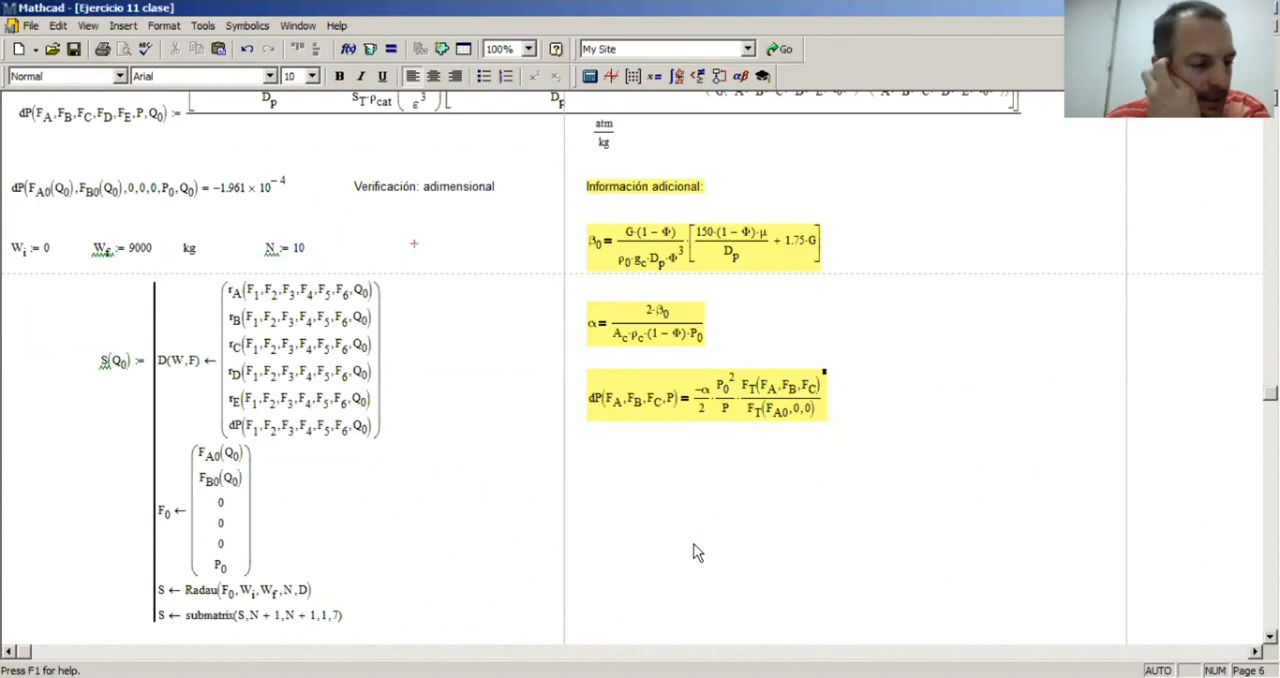 Mathcad - [Ejercicio 11 clase]
File Edit View Insert Format Tools Symbolics Window Help
100% My Site Go
Normal Arial 10 B I U
D_p S_T·ρ_cat (ε^3) D_p
dP(F_A,F_B,F_C,F_D,F_E,P,Q_0) :=
atm
kg
dP(F_A0(Q_0),F_B0(Q_0),0,0,0,P_0,Q_0) = -1.961 × 10^-4 Verificación: adimensional
Información adicional:
β_0 = G·(1 − Φ) / (ρ_0·g_c·D_p·Φ^3) · [150·(1 − Φ)·μ / D_p + 1.75·G]
W_i := 0 W_f := 9000 kg N := 10
α = 2·β_0 / (A_c·ρ_c·(1 − Φ)·P_0)
dP(F_A,F_B,F_C,P) = −α/2 · P_0^2/P · F_T(F_A,F_B,F_C)/F_T(F_A0,0,0)
S(Q_0) := D(W,F) ←
r_A(F_1,F_2,F_3,F_4,F_5,F_6,Q_0)
r_B(F_1,F_2,F_3,F_4,F_5,F_6,Q_0)
r_C(F_1,F_2,F_3,F_4,F_5,F_6,Q_0)
r_D(F_1,F_2,F_3,F_4,F_5,F_6,Q_0)
r_E(F_1,F_2,F_3,F_4,F_5,F_6,Q_0)
dP(F_1,F_2,F_3,F_4,F_5,F_6,Q_0)
F_0 ←
F_A0(Q_0)
F_B0(Q_0)
0
0
0
P_0
S ← Radau(F_0,W_i,W_f,N,D)
S ← submatrix(S,N + 1,N + 1,1,7)
Press F1 for help. AUTO NUM Page 6